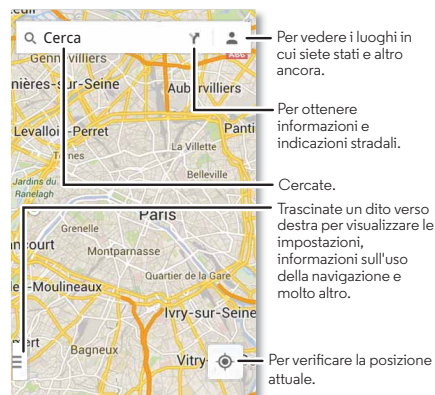 Cerca
Gennevilliers
nières-sur-Seine
Aubervilliers
A86
Levalloi-Perret
Panti
Ternes
La Villette
Jardins du
Ranelagh
Belleville
Paris
Grenelle
ncourt
Montparnasse
Quartier de la Gare
-Moulineaux
Ivry-sur-Seine
Bagneux
Vitry
Per vedere i luoghi in
cui siete stati e altro
ancora.
Per ottenere
informazioni e
indicazioni stradali.
Cercate.
Trascinate un dito verso
destra per visualizzare le
impostazioni,
informazioni sull'uso
della navigazione e
molto altro.
Per verificare la posizione
attuale.